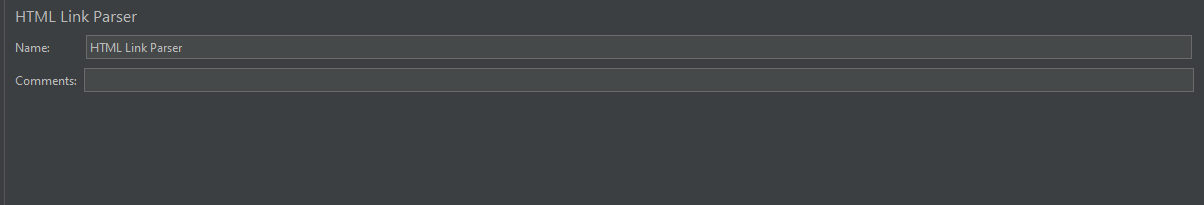 HTML Link Parser
Name: HTML Link Parser
Comments: